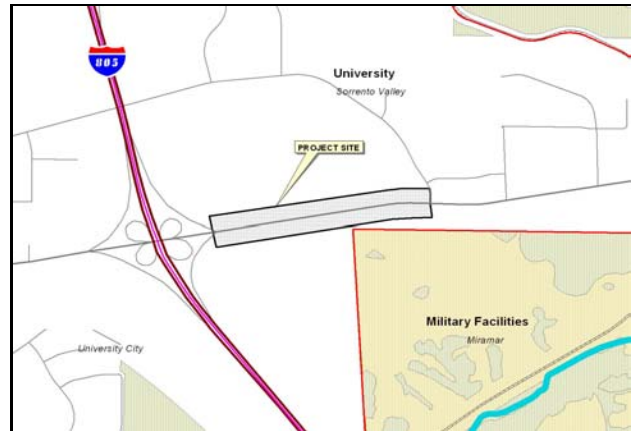 805
University
Sorrento Valley
PROJECT SITE
Military Facilities
Miramar
University City